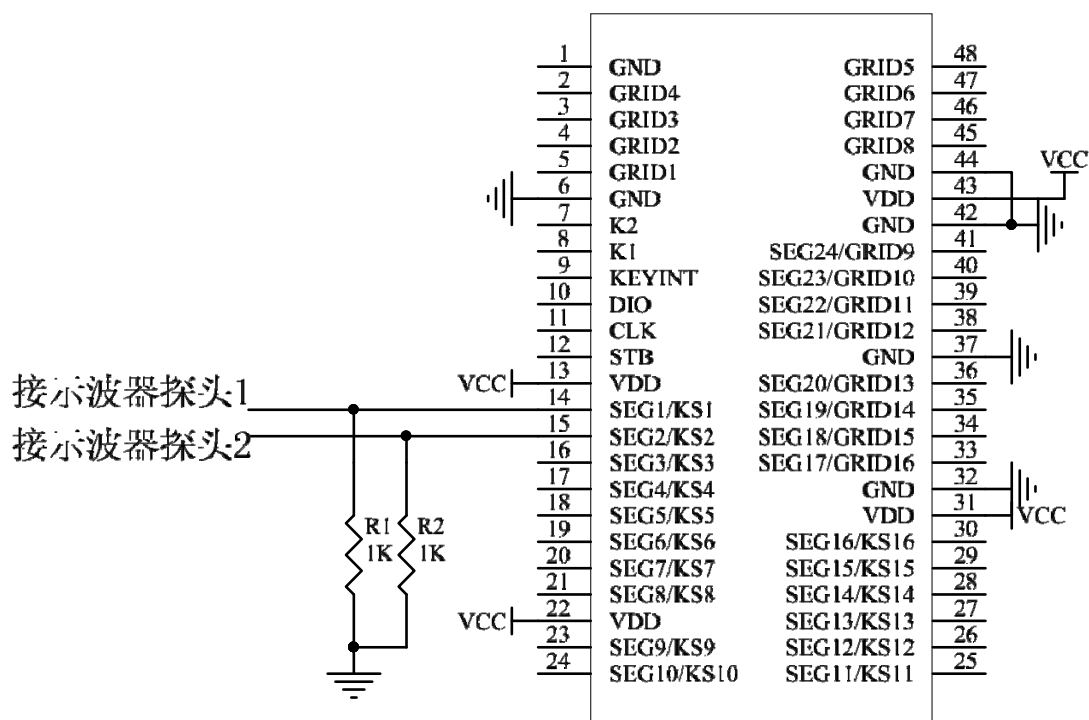 1 GND GRID5 48
2 GRID4 GRID6 47
3 GRID3 GRID7 46
4 GRID2 GRID8 45
5 GRID1 GND 44
VCC
6 GND VDD 43
7 K2 GND 42
8 K1 SEG24/GRID9 41
9 KEYINT SEG23/GRID10 40
10 DIO SEG22/GRID11 39
11 CLK SEG21/GRID12 38
12 STB GND 37
VCC 13 VDD SEG20/GRID13 36
接示波器探头1 14 SEG1/KS1 SEG19/GRID14 35
接示波器探头2 15 SEG2/KS2 SEG18/GRID15 34
16 SEG3/KS3 SEG17/GRID16 33
17 SEG4/KS4 GND 32
18 SEG5/KS5 VDD 31 VCC
R1 R2 19 SEG6/KS6 SEG16/KS16 30
1K 1K 20 SEG7/KS7 SEG15/KS15 29
21 SEG8/KS8 SEG14/KS14 28
VCC 22 VDD SEG13/KS13 27
23 SEG9/KS9 SEG12/KS12 26
24 SEG10/KS10 SEG11/KS11 25